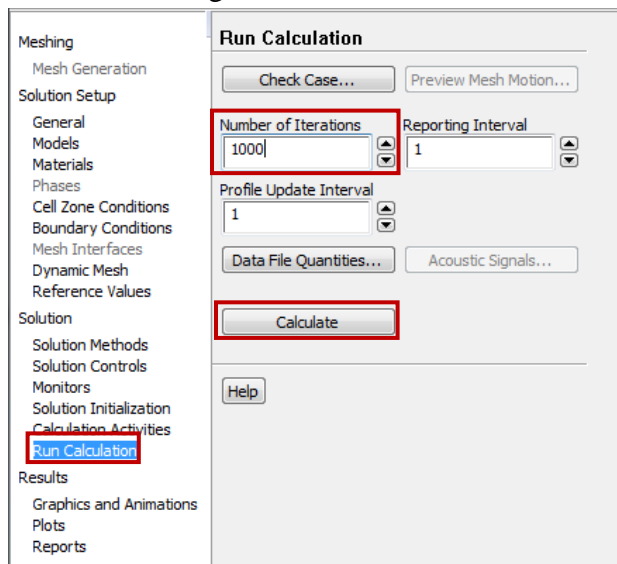 Meshing
Mesh Generation
Solution Setup
General
Models
Materials
Phases
Cell Zone Conditions
Boundary Conditions
Mesh Interfaces
Dynamic Mesh
Reference Values
Solution
Solution Methods
Solution Controls
Monitors
Solution Initialization
Calculation Activities
Run Calculation
Results
Graphics and Animations
Plots
Reports
Run Calculation
Check Case... Preview Mesh Motion...
Number of Iterations Reporting Interval
1000 1
Profile Update Interval
1
Data File Quantities... Acoustic Signals...
Calculate
Help